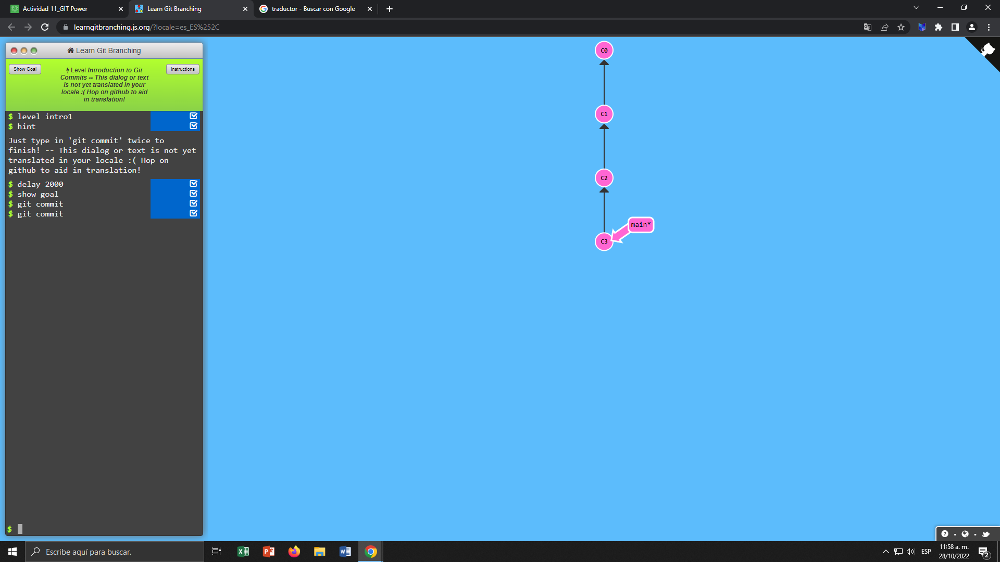 Actividad 11_GIT Power
Learn Git Branching
traductor - Buscar con Google
learngitbranching.js.org/?locale=es_ES%252C
Learn Git Branching
Show Goal
Level Introduction to Git
Commits -- This dialog or text
is not yet translated in your
locale :( Hop on github to aid
in translation!
Instructions
$ level intro1
$ hint
Just type in 'git commit' twice to
finish! -- This dialog or text is not yet
translated in your locale :( Hop on
github to aid in translation!
$ delay 2000
$ show goal
$ git commit
$ git commit
$
C0
C1
C2
main*
C3
Escribe aquí para buscar.
ESP
11:58 a. m.
28/10/2022
2